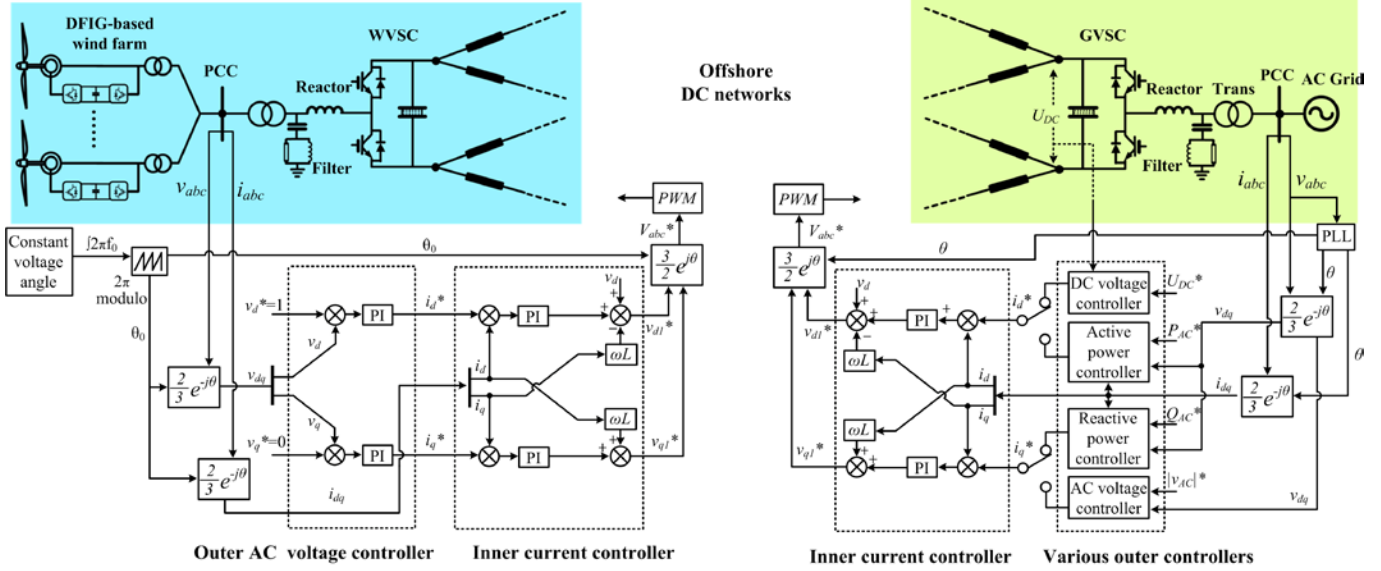 DFIG-based
wind farm
PCC
WVSC
Reactor
Filter
v_abc
i_abc
Offshore
DC networks
GVSC
U_DC
Reactor
Trans
PCC
AC Grid
Filter
i_abc
v_abc
Constant
voltage
angle
∫2πf₀
2π
modulo
θ₀
θ₀
PWM
V_abc*
3/2 e^jθ
2/3 e^-jθ
2/3 e^-jθ
v_dq
i_dq
v_d*=1
v_d
PI
i_d*
v_q
v_q*=0
PI
i_q*
PI
v_d
+
+
−
v_d1*
ωL
i_d
i_q
ωL
PI
+
+
v_q1*
Outer AC voltage controller
Inner current controller
PWM
V_abc*
3/2 e^jθ
θ
PLL
θ
θ
v_d
+
+
−
v_d1*
PI
+
i_d*
ωL
i_d
i_q
ωL
+
+
v_q1*
PI
i_q*
DC voltage
controller
U_DC*
Active
power
controller
P_AC*
Reactive
power
controller
Q_AC*
AC voltage
controller
|v_AC|*
v_dq
i_dq
v_dq
2/3 e^-jθ
2/3 e^-jθ
Inner current controller
Various outer controllers